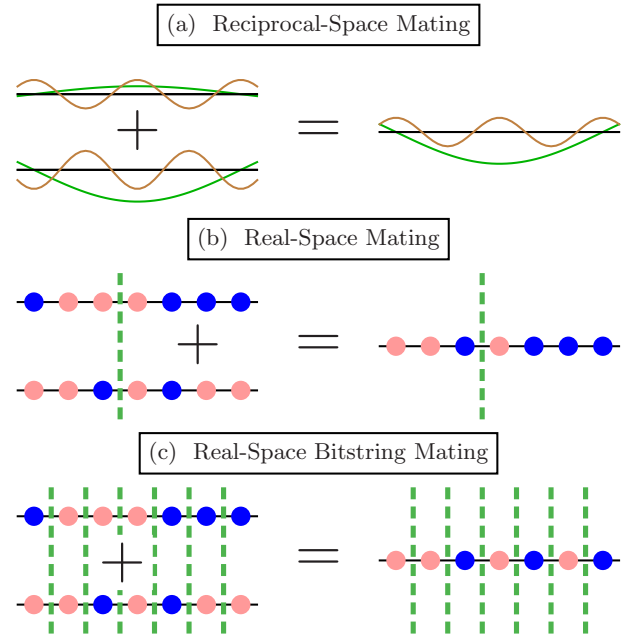 (a) Reciprocal-Space Mating
+ =
(b) Real-Space Mating
+ =
(c) Real-Space Bitstring Mating
+ =